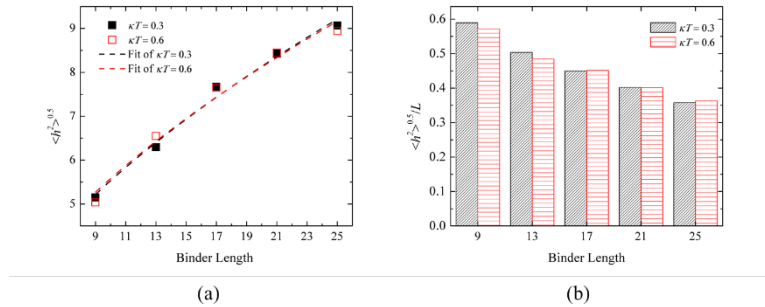 κT = 0.3
κT = 0.6
Fit of κT = 0.3
Fit of κT = 0.6
9
8
7
6
5
<h²>^0.5
9 11 13 15 17 19 21 23 25
Binder Length
(a)
κT = 0.3
κT = 0.6
0.6
0.5
0.4
0.3
0.2
0.1
0.0
<h²>^0.5/L
9 13 17 21 25
Binder Length
(b)